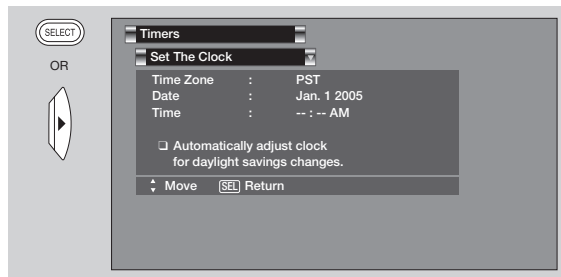 SELECT
OR
Timers
Set The Clock
Time Zone : PST
Date : Jan. 1 2005
Time : -- : -- AM
❏ Automatically adjust clock
for daylight savings changes.
Move SEL Return